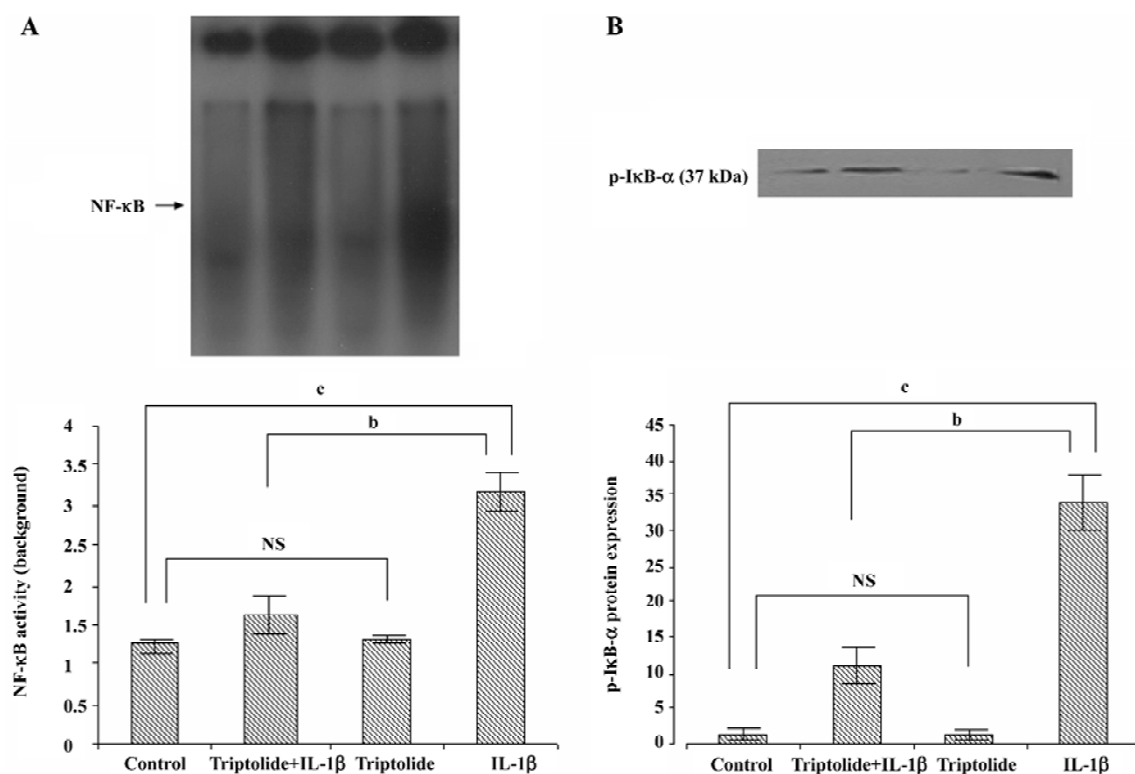 A
NF-κB
c
b
NS
NF-κB activity (background)
4
3.5
3
2.5
2
1.5
1
0.5
0
Control
Triptolide+IL-1β
Triptolide
IL-1β
B
p-IκB-α (37 kDa)
c
b
NS
p-IκB-α protein expression
45
40
35
30
25
20
15
10
5
0
Control
Triptolide+IL-1β
Triptolide
IL-1β